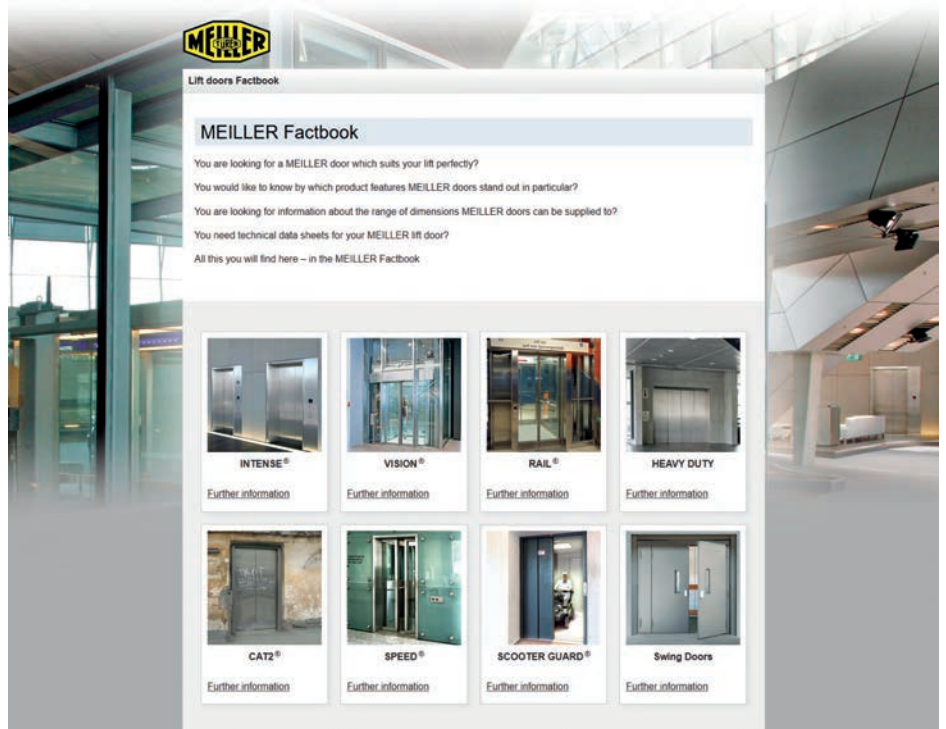 MEILLER
Lift doors Factbook
MEILLER Factbook
You are looking for a MEILLER door which suits your lift perfectly?
You would like to know by which product features MEILLER doors stand out in particular?
You are looking for information about the range of dimensions MEILLER doors can be supplied to?
You need technical data sheets for your MEILLER lift door?
All this you will find here – in the MEILLER Factbook
INTENSE®
VISION®
RAIL®
HEAVY DUTY
Further information
Further information
Further information
Further information
CAT2®
SPEED®
SCOOTER GUARD®
Swing Doors
Further information
Further information
Further information
Further information